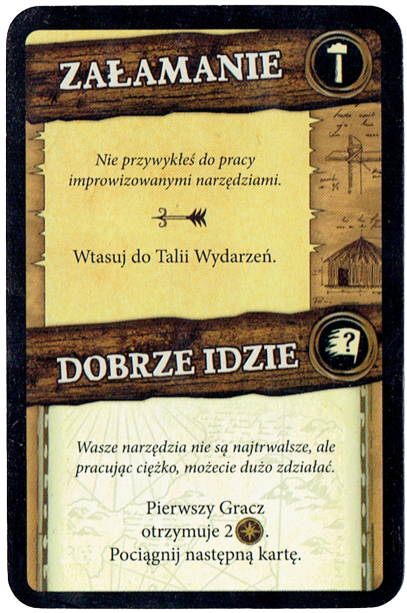 ZAŁAMANIE
Nie przywykłeś do pracy
improwizowanymi narzędziami.
Wtasuj do Talii Wydarzeń.
?
DOBRZE IDZIE
Wasze narzędzia nie są najtrwalsze, ale
pracując ciężko, możecie dużo zdziałać.
Pierwszy Gracz
otrzymuje 2 .
Pociągnij następną kartę.